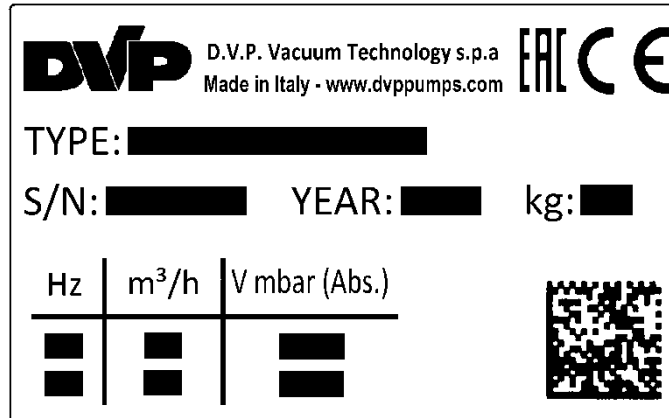 DVP
D.V.P. Vacuum Technology s.p.a
Made in Italy - www.dvppumps.com
EAC CE
TYPE:
S/N: YEAR: kg:
Hz m³/h V mbar (Abs.)